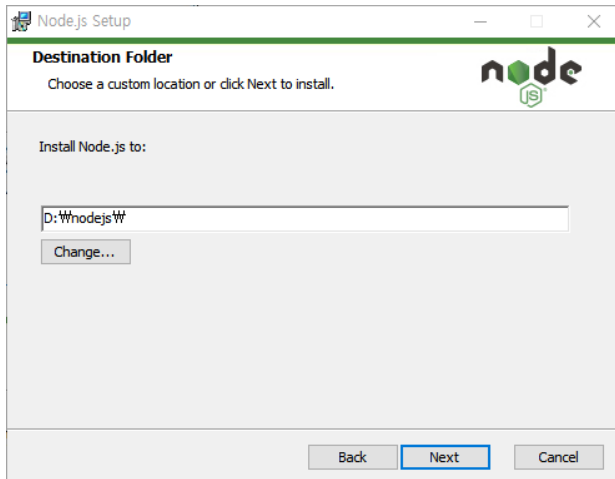 Node.js Setup
Destination Folder
Choose a custom location or click Next to install.
node
JS
Install Node.js to:
D:₩nodejs₩
Change...
Back Next Cancel